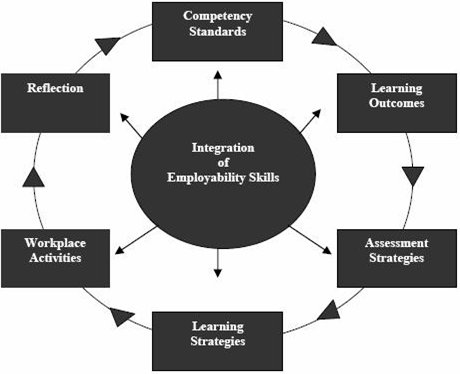 Competency
Standards
Reflection
Learning
Outcomes
Integration
of
Employability Skills
Workplace
Activities
Assessment
Strategies
Learning
Strategies